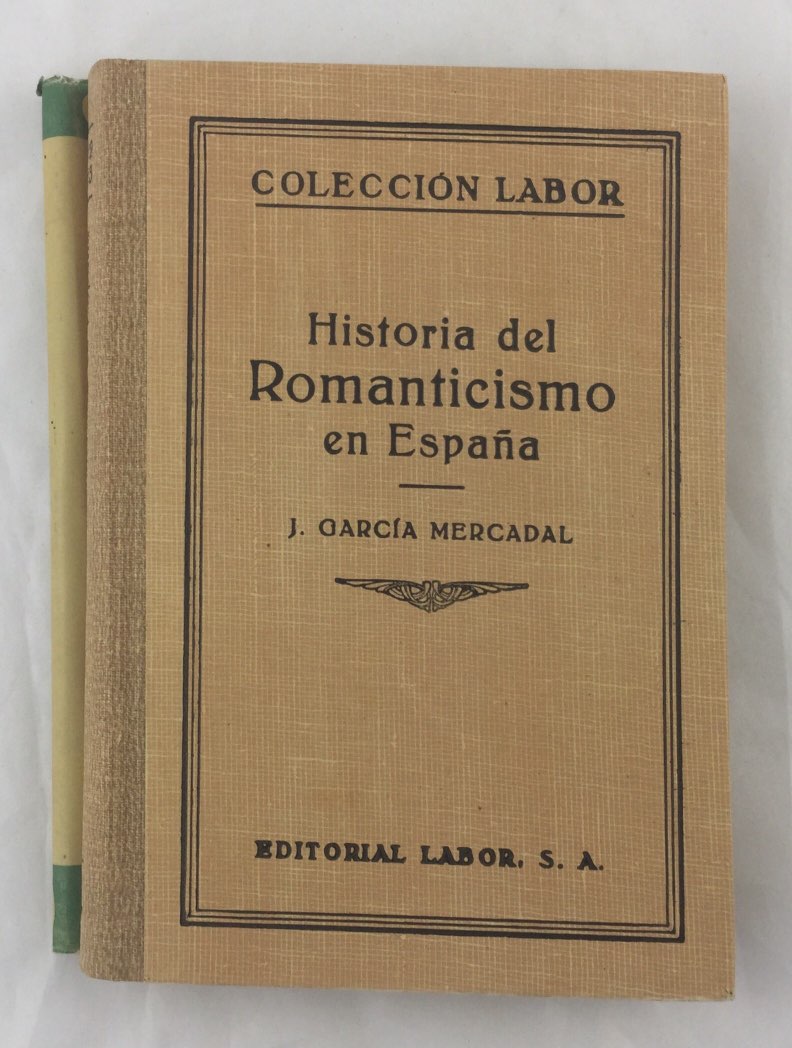 COLECCIÓN LABOR
Historia del
Romanticismo
en España
J. GARCÍA MERCADAL
EDITORIAL LABOR, S. A.